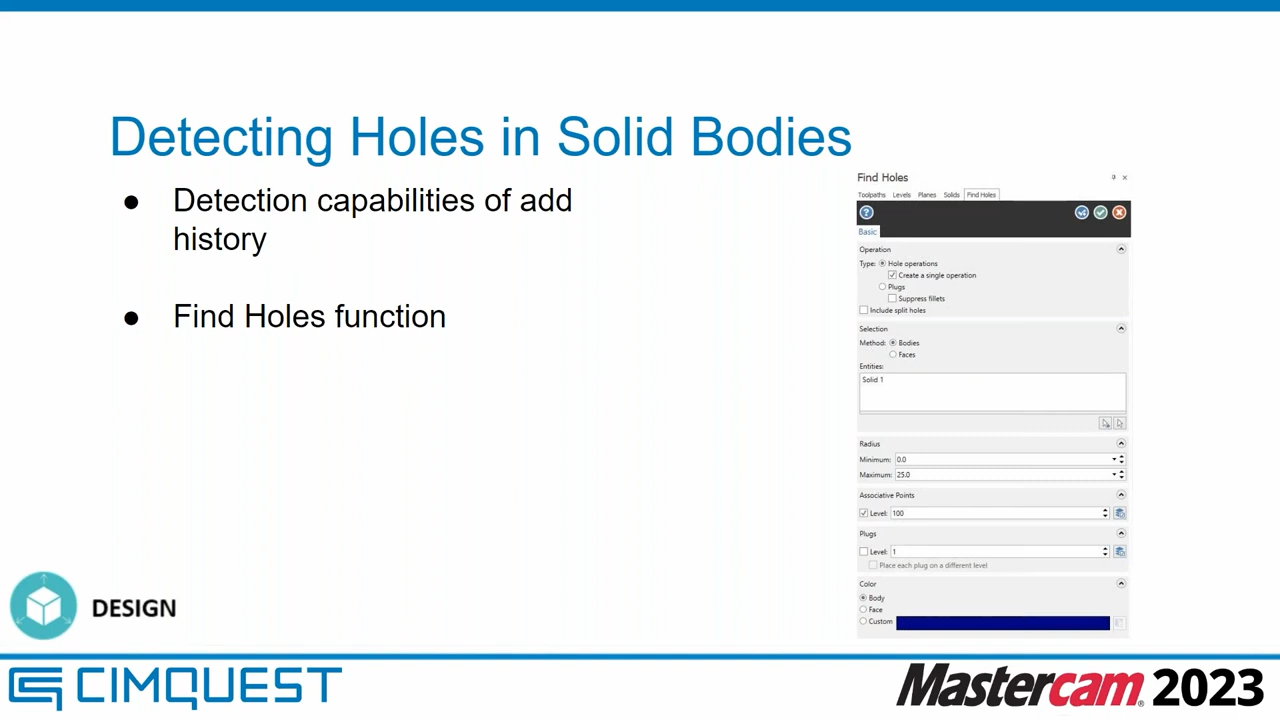 Detecting Holes in Solid Bodies
● Detection capabilities of add
history
● Find Holes function
Find Holes
Toolpaths Levels Planes Solids Find Holes
Basic
Operation
Type: Hole operations
Create a single operation
Plugs
Suppress fillets
Include split holes
Selection
Method: Bodies
Faces
Entities:
Solid 1
Radius
Minimum: 0.0
Maximum: 25.0
Associative Points
Level: 100
Plugs
Level: 1
Place each plug on a different level
Color
Body
Face
Custom
DESIGN
CIMQUEST
Mastercam® 2023